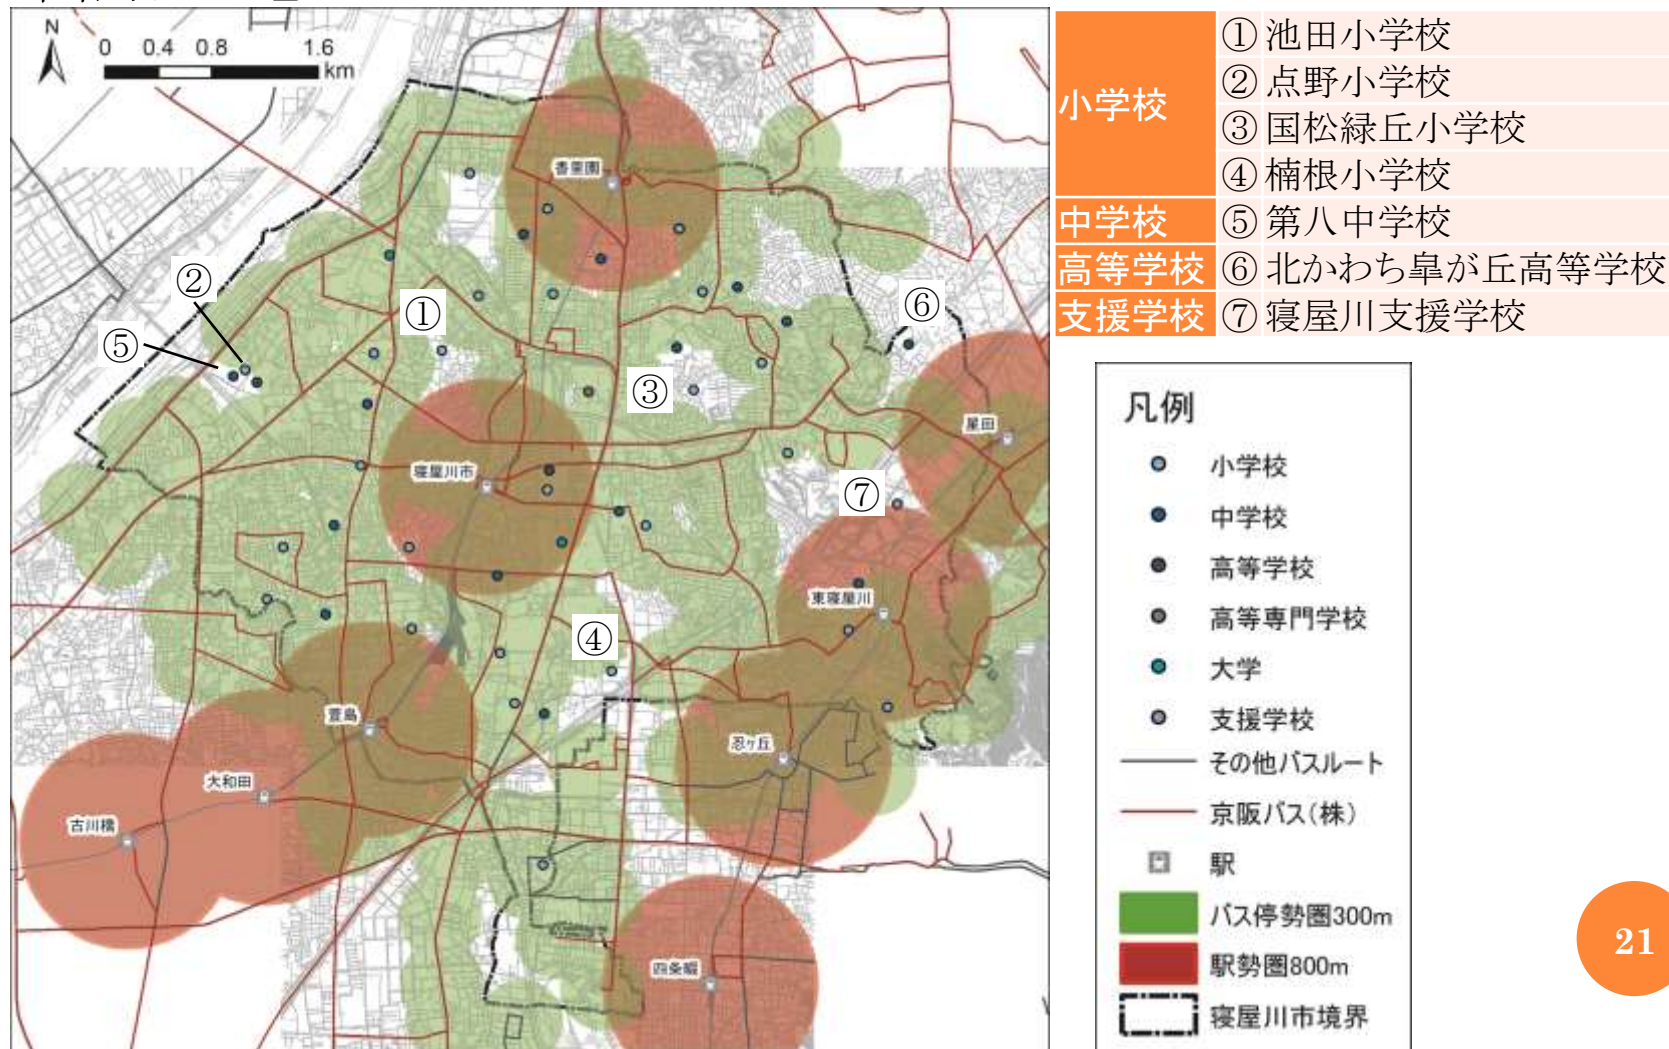 N
0 0.4 0.8 1.6
km
香里園
②
①
⑥
⑤
③
星田
寝屋川市
⑦
東寝屋川
④
萱島
忍ケ丘
大和田
古川橋
四条畷
小学校
①池田小学校
②点野小学校
③国松緑丘小学校
④楠根小学校
中学校 ⑤第八中学校
高等学校 ⑥北かわち皐が丘高等学校
支援学校 ⑦寝屋川支援学校
凡例
小学校
中学校
高等学校
高等専門学校
大学
支援学校
その他バスルート
京阪バス(株)
駅
バス停勢圏300m
駅勢圏800m
寝屋川市境界
21